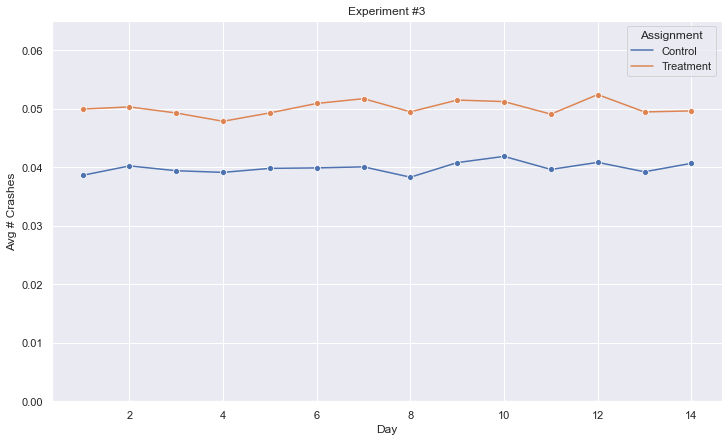 Experiment #3
Assignment
Control
Treatment
0.06
0.05
0.04
0.03
0.02
0.01
0.00
Avg # Crashes
2 4 6 8 10 12 14
Day